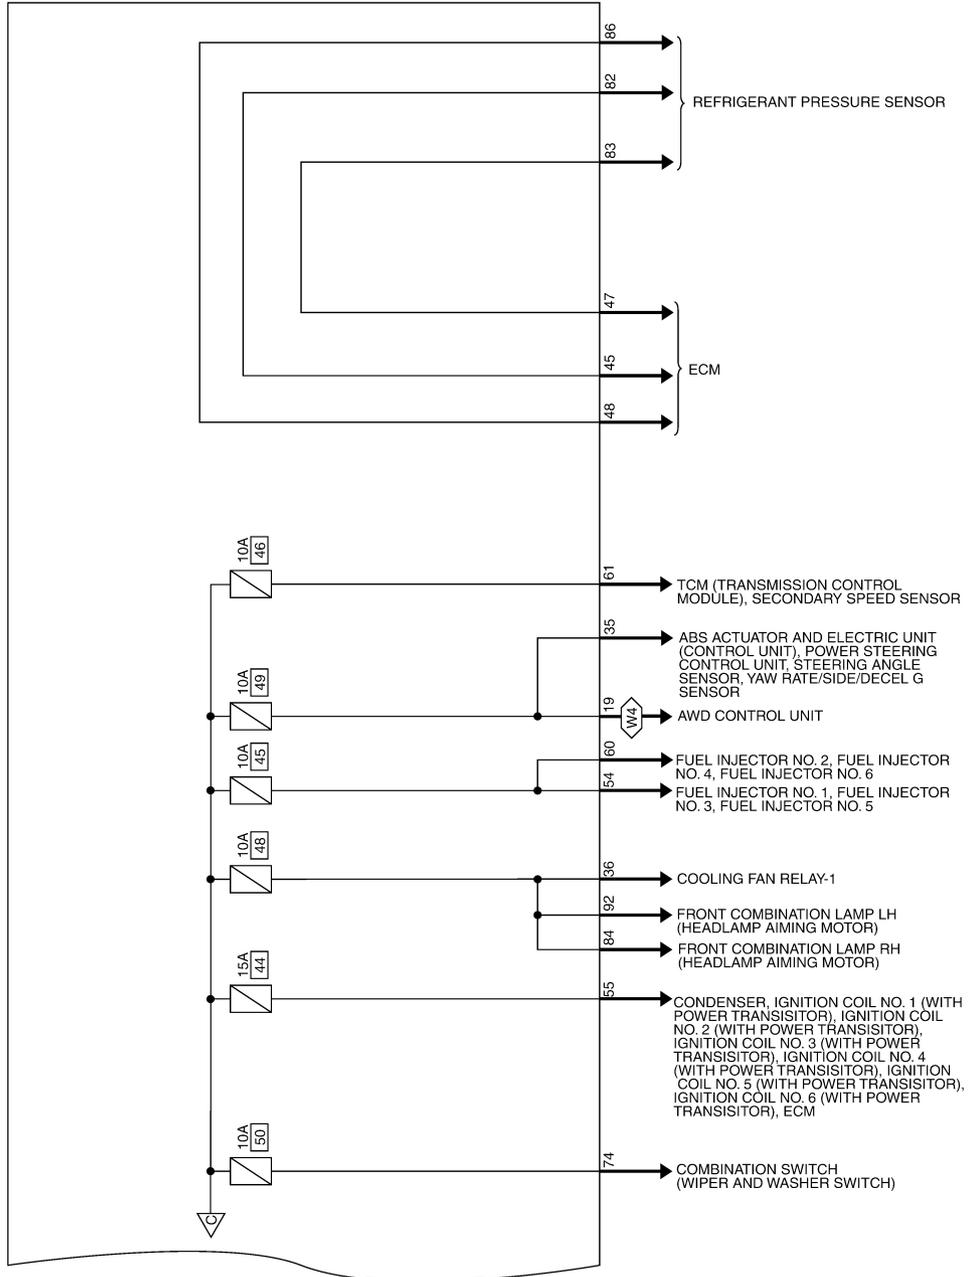 86
82
REFRIGERANT PRESSURE SENSOR
83
47
45
ECM
48
10A
46
61
TCM (TRANSMISSION CONTROL
MODULE), SECONDARY SPEED SENSOR
35
ABS ACTUATOR AND ELECTRIC UNIT
(CONTROL UNIT), POWER STEERING
CONTROL UNIT, STEERING ANGLE
SENSOR, YAW RATE/SIDE/DECEL G
SENSOR
10A
49
19
W4
AWD CONTROL UNIT
10A
45
60
FUEL INJECTOR NO. 2, FUEL INJECTOR
NO. 4, FUEL INJECTOR NO. 6
54
FUEL INJECTOR NO. 1, FUEL INJECTOR
NO. 3, FUEL INJECTOR NO. 5
10A
48
36
COOLING FAN RELAY-1
92
FRONT COMBINATION LAMP LH
(HEADLAMP AIMING MOTOR)
84
FRONT COMBINATION LAMP RH
(HEADLAMP AIMING MOTOR)
15A
44
55
CONDENSER, IGNITION COIL NO. 1 (WITH
POWER TRANSISITOR), IGNITION COIL
NO. 2 (WITH POWER TRANSISITOR),
IGNITION COIL NO. 3 (WITH POWER
TRANSISITOR), IGNITION COIL NO. 4
(WITH POWER TRANSISITOR), IGNITION
COIL NO. 5 (WITH POWER TRANSISITOR),
IGNITION COIL NO. 6 (WITH POWER
TRANSISITOR), ECM
10A
50
74
COMBINATION SWITCH
(WIPER AND WASHER SWITCH)
C